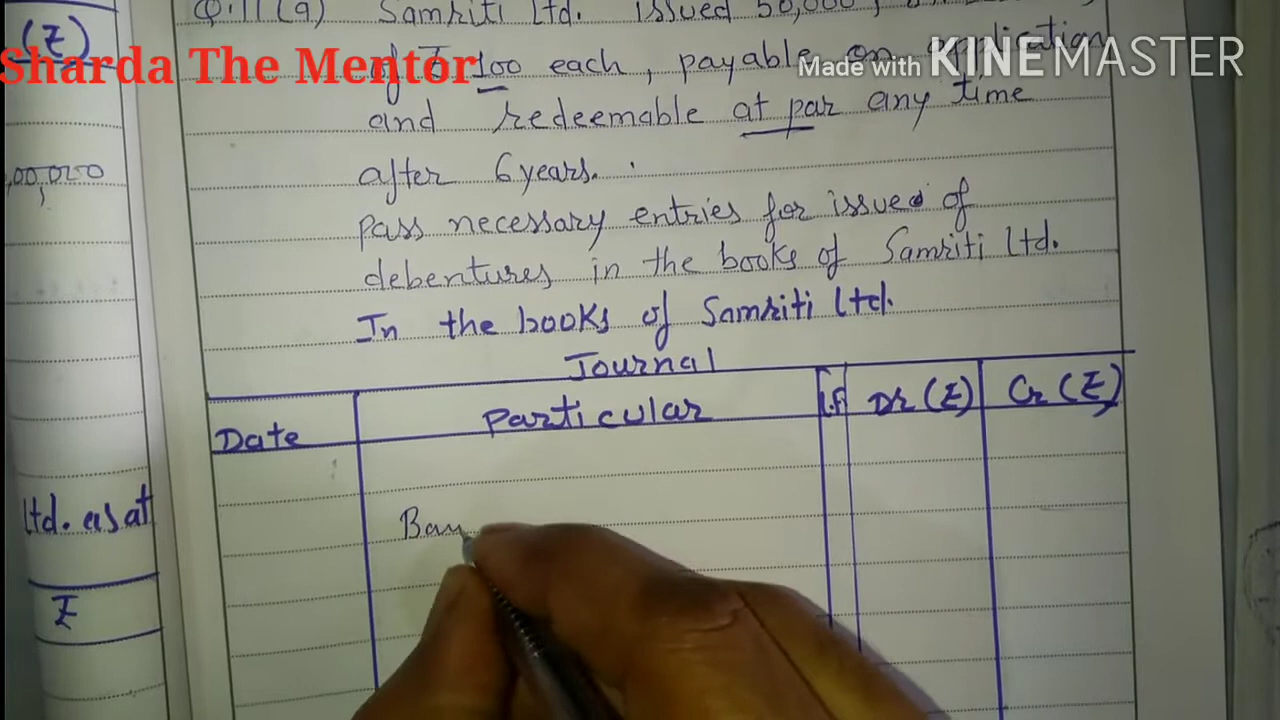 (₹)
,00,000
Ltd. as at
₹
Sharda The Mentor
Made with KINEMASTER
Q.11 (a) Samriti Ltd. issued 50,000,
of ₹ 100 each, payable on application
and redeemable at par any time
after 6 years.
pass necessary entries for issued of
debentures in the books of Samriti Ltd.
In the books of Samriti Ltd.
Journal
Date Particular L.F Dr (₹) Cr (₹)
Ban